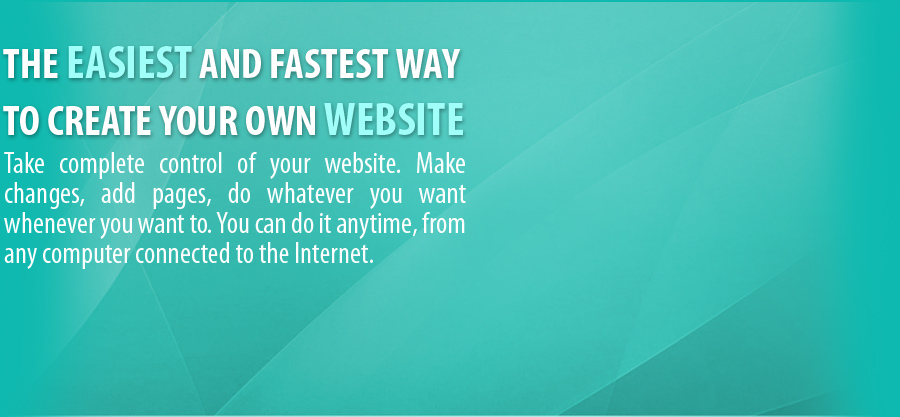 THE EASIEST AND FASTEST WAY
TO CREATE YOUR OWN WEBSITE
Take complete control of your website. Make
changes, add pages, do whatever you want
whenever you want to. You can do it anytime, from
any computer connected to the Internet.